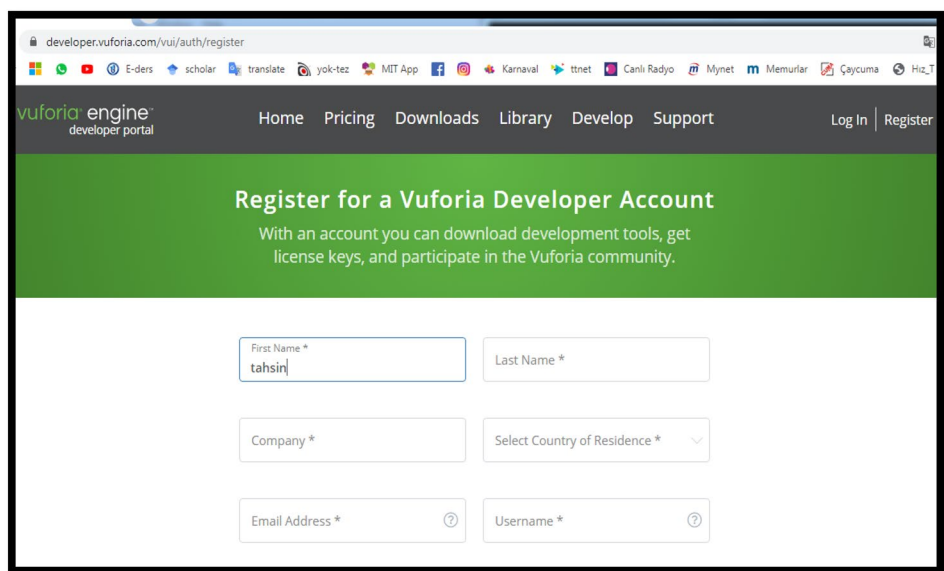 developer.vuforia.com/vui/auth/register
E-ders scholar translate yok-tez MIT App Karnaval ttnet Canlı Radyo Mynet Memurlar Çaycuma Hız_T
vuforia engine™
developer portal
Home Pricing Downloads Library Develop Support
Log In | Register
Register for a Vuforia Developer Account
With an account you can download development tools, get
license keys, and participate in the Vuforia community.
First Name *
tahsin
Last Name *
Company *
Select Country of Residence *
Email Address *
Username *